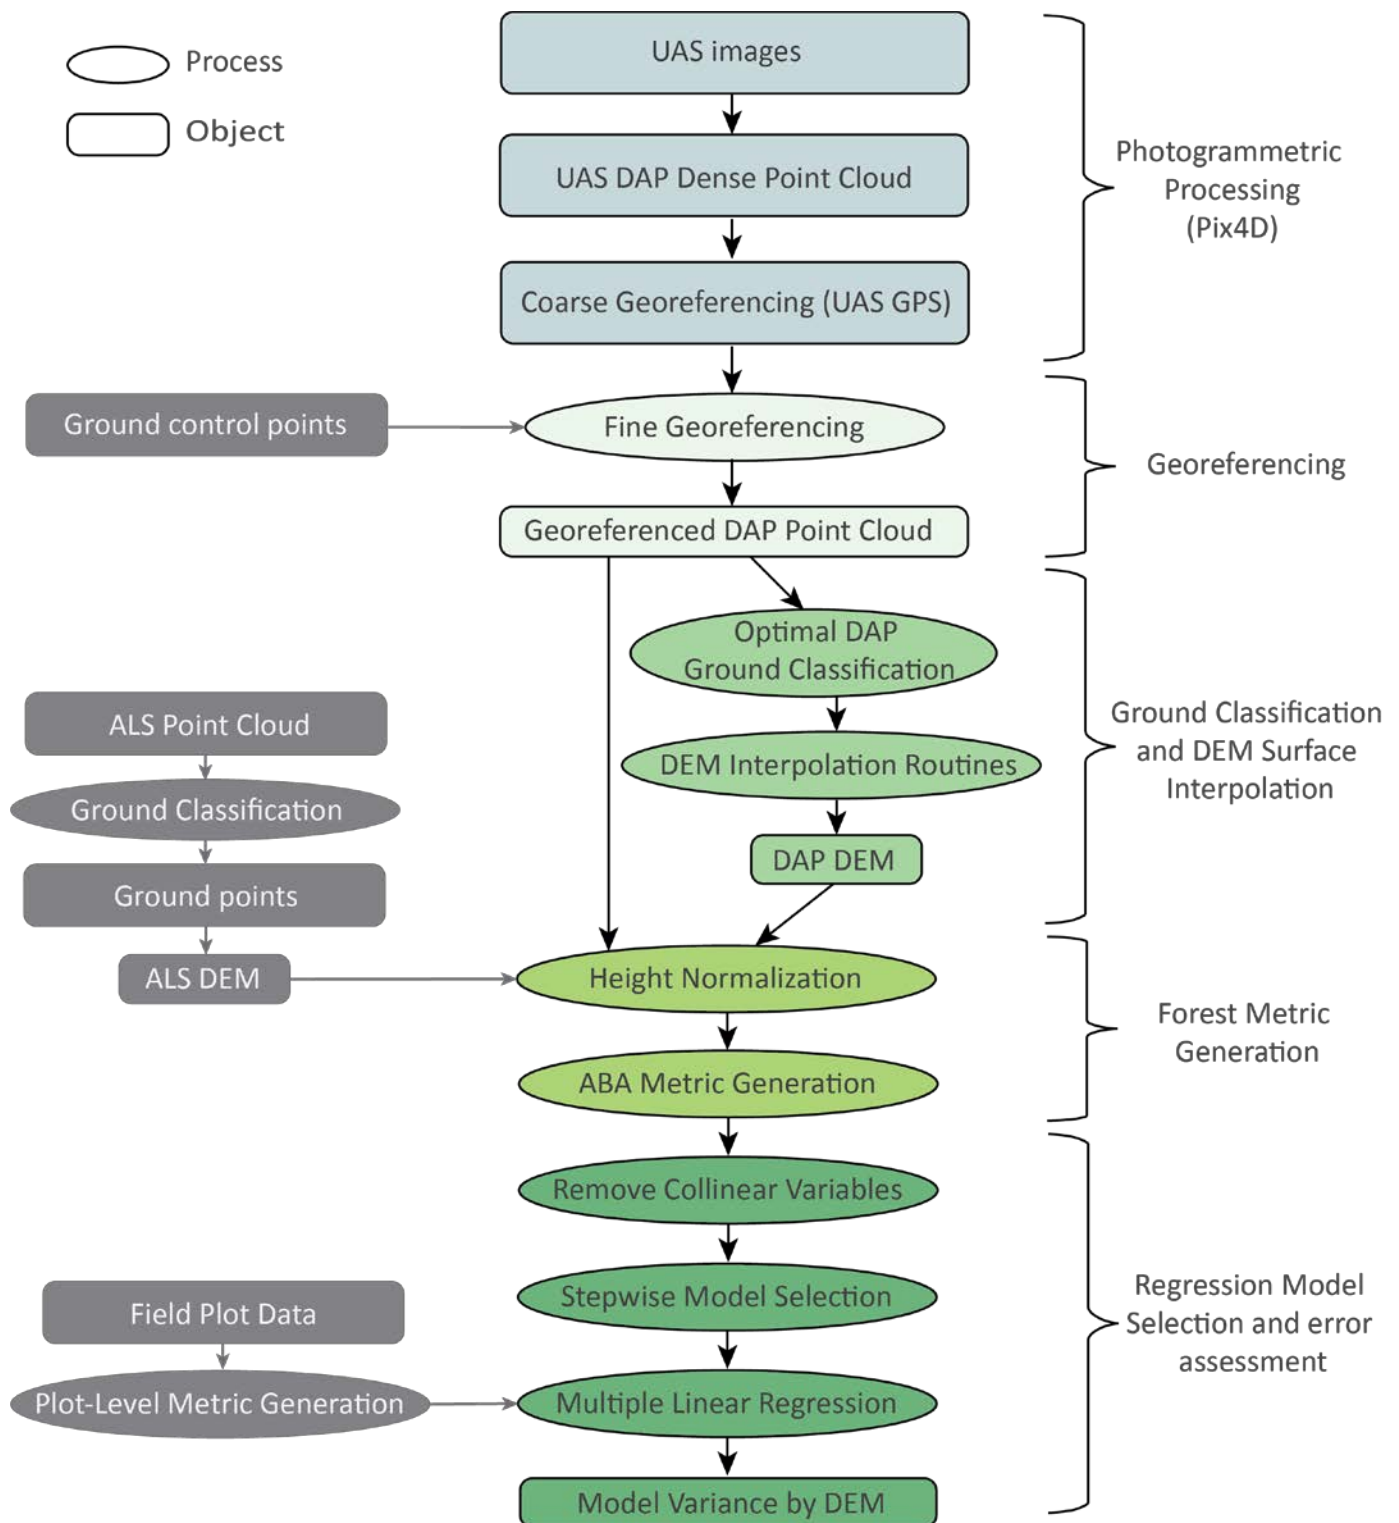 Process
Object
UAS images
UAS DAP Dense Point Cloud
Coarse Georeferencing (UAS GPS)
Photogrammetric
Processing
(Pix4D)
Ground control points
Fine Georeferencing
Georeferenced DAP Point Cloud
Georeferencing
Optimal DAP
Ground Classification
DEM Interpolation Routines
DAP DEM
Ground Classification
and DEM Surface
Interpolation
ALS Point Cloud
Ground Classification
Ground points
ALS DEM
Height Normalization
ABA Metric Generation
Forest Metric
Generation
Remove Collinear Variables
Stepwise Model Selection
Field Plot Data
Plot-Level Metric Generation
Multiple Linear Regression
Model Variance by DEM
Regression Model
Selection and error
assessment